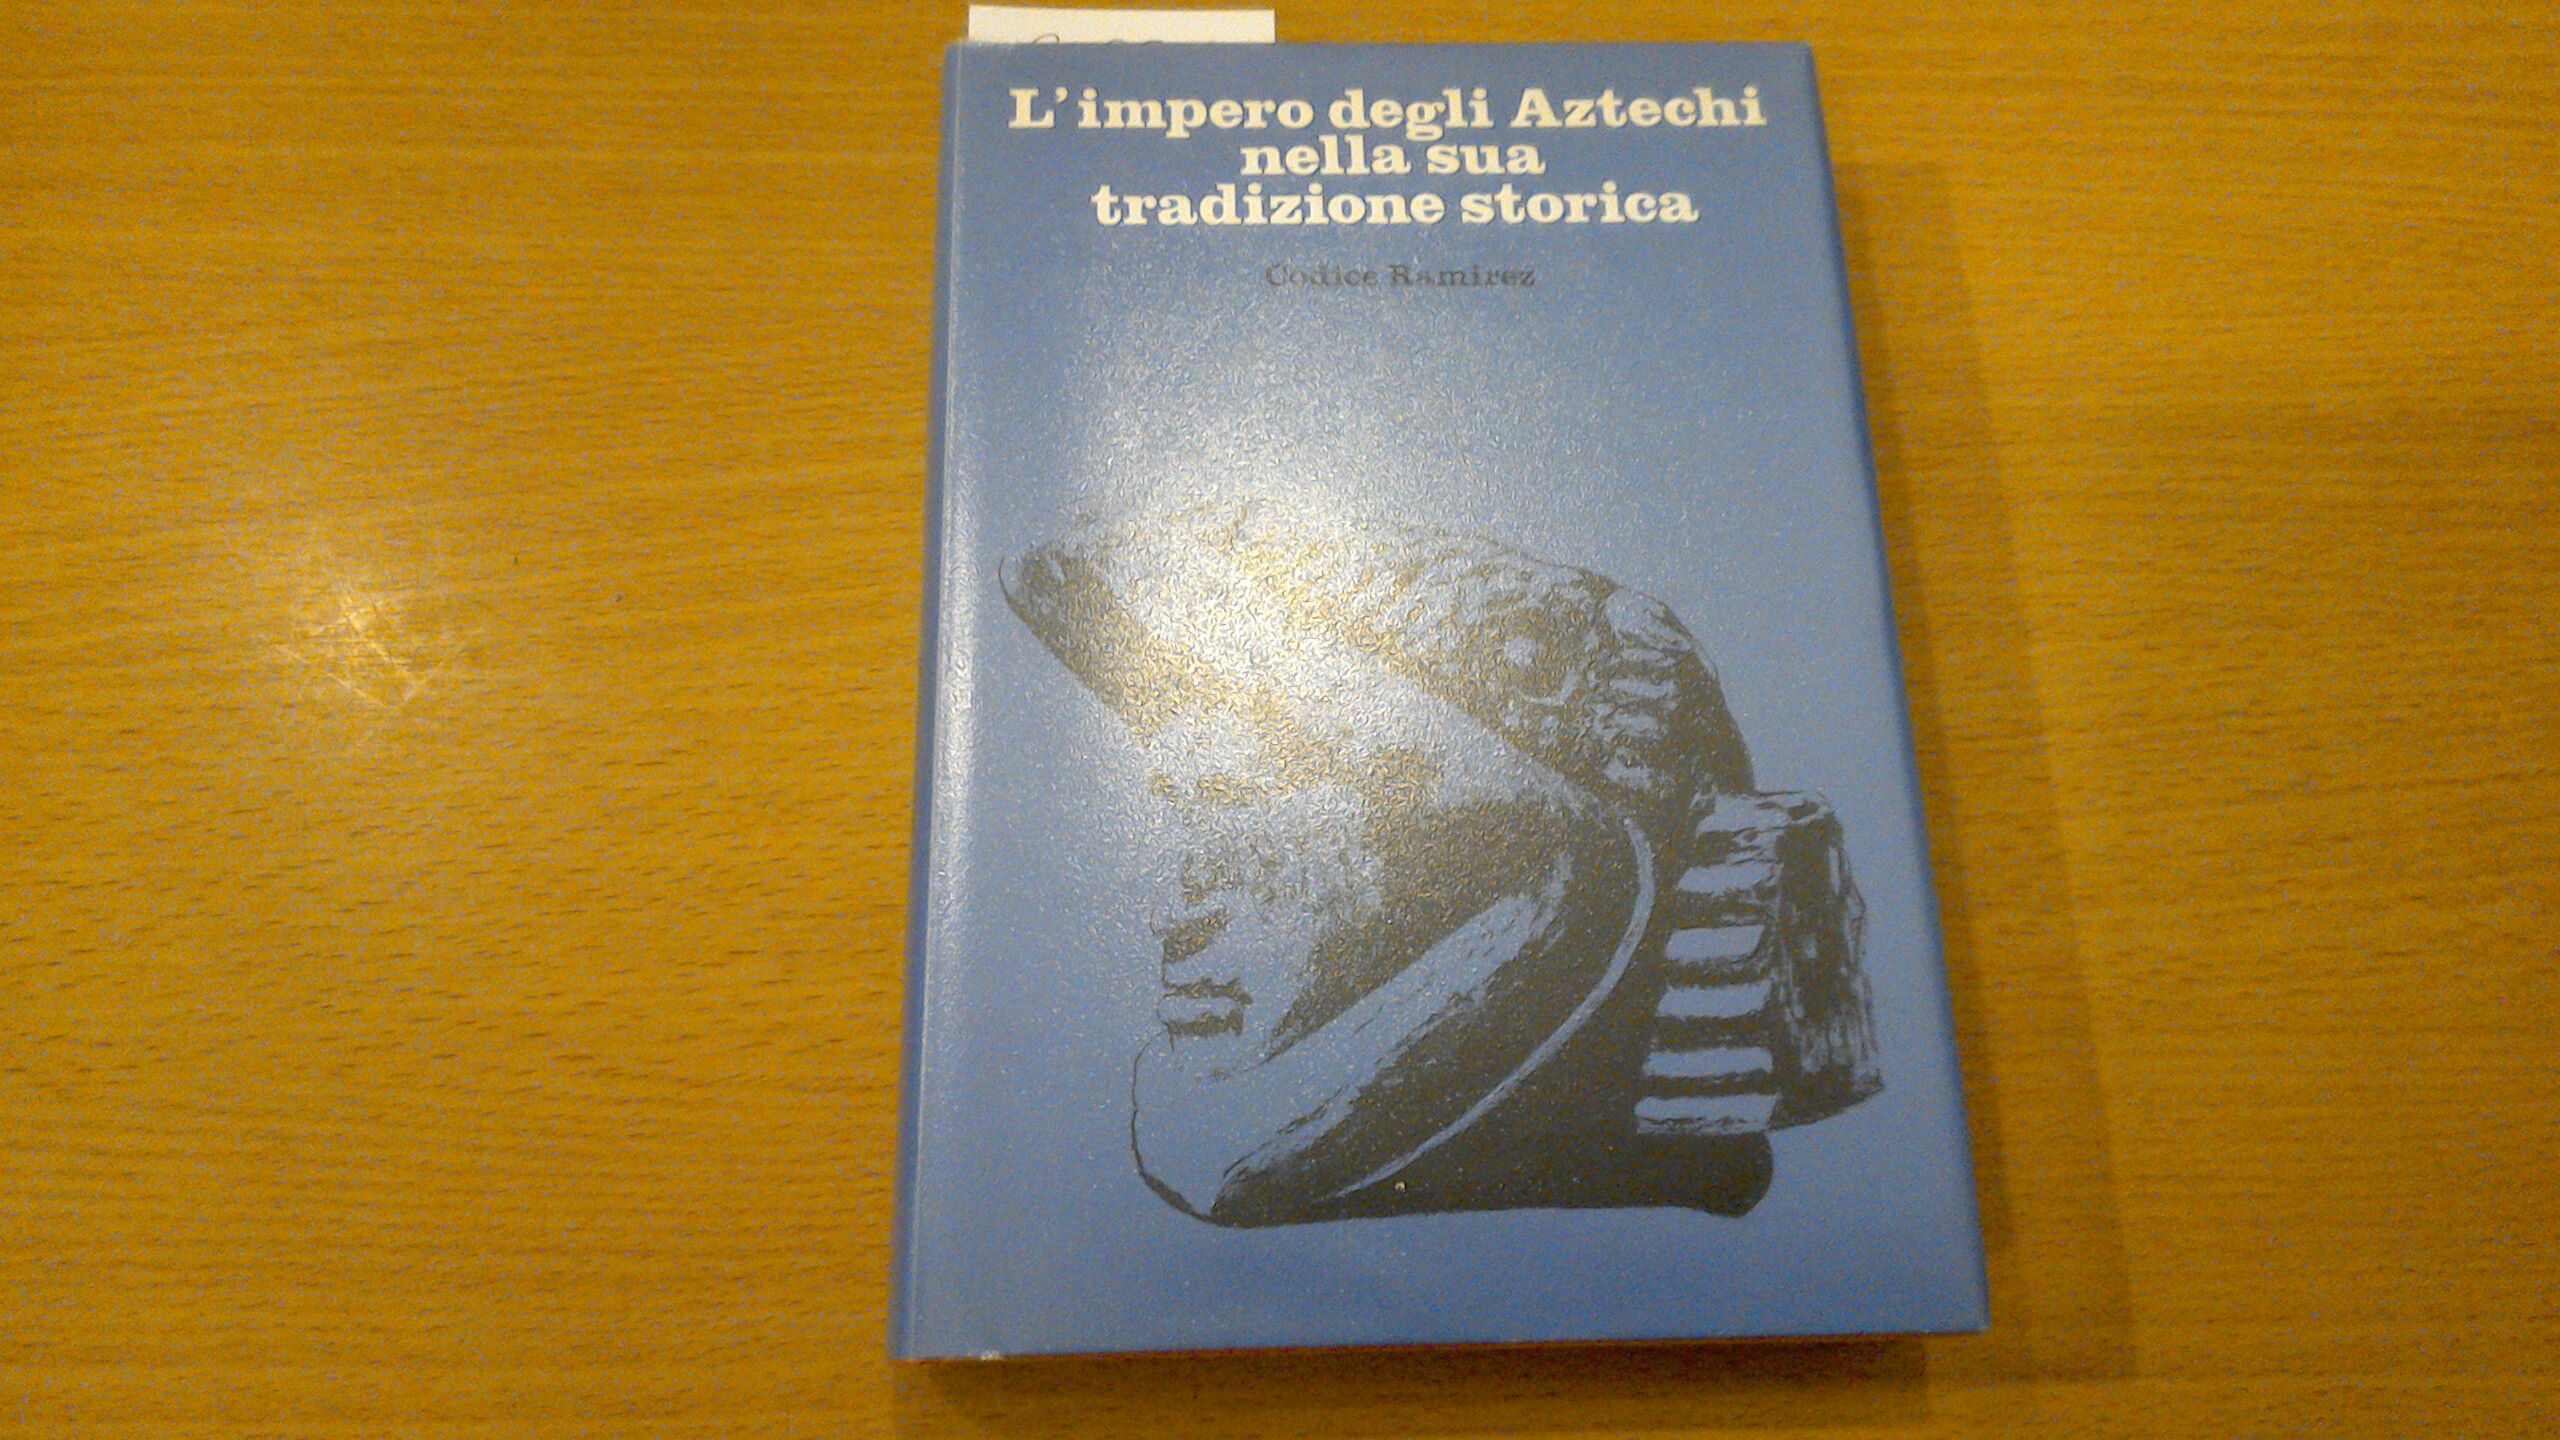 L'impero degli Aztechi
nella sua
tradizione storica
Codice Ramirez